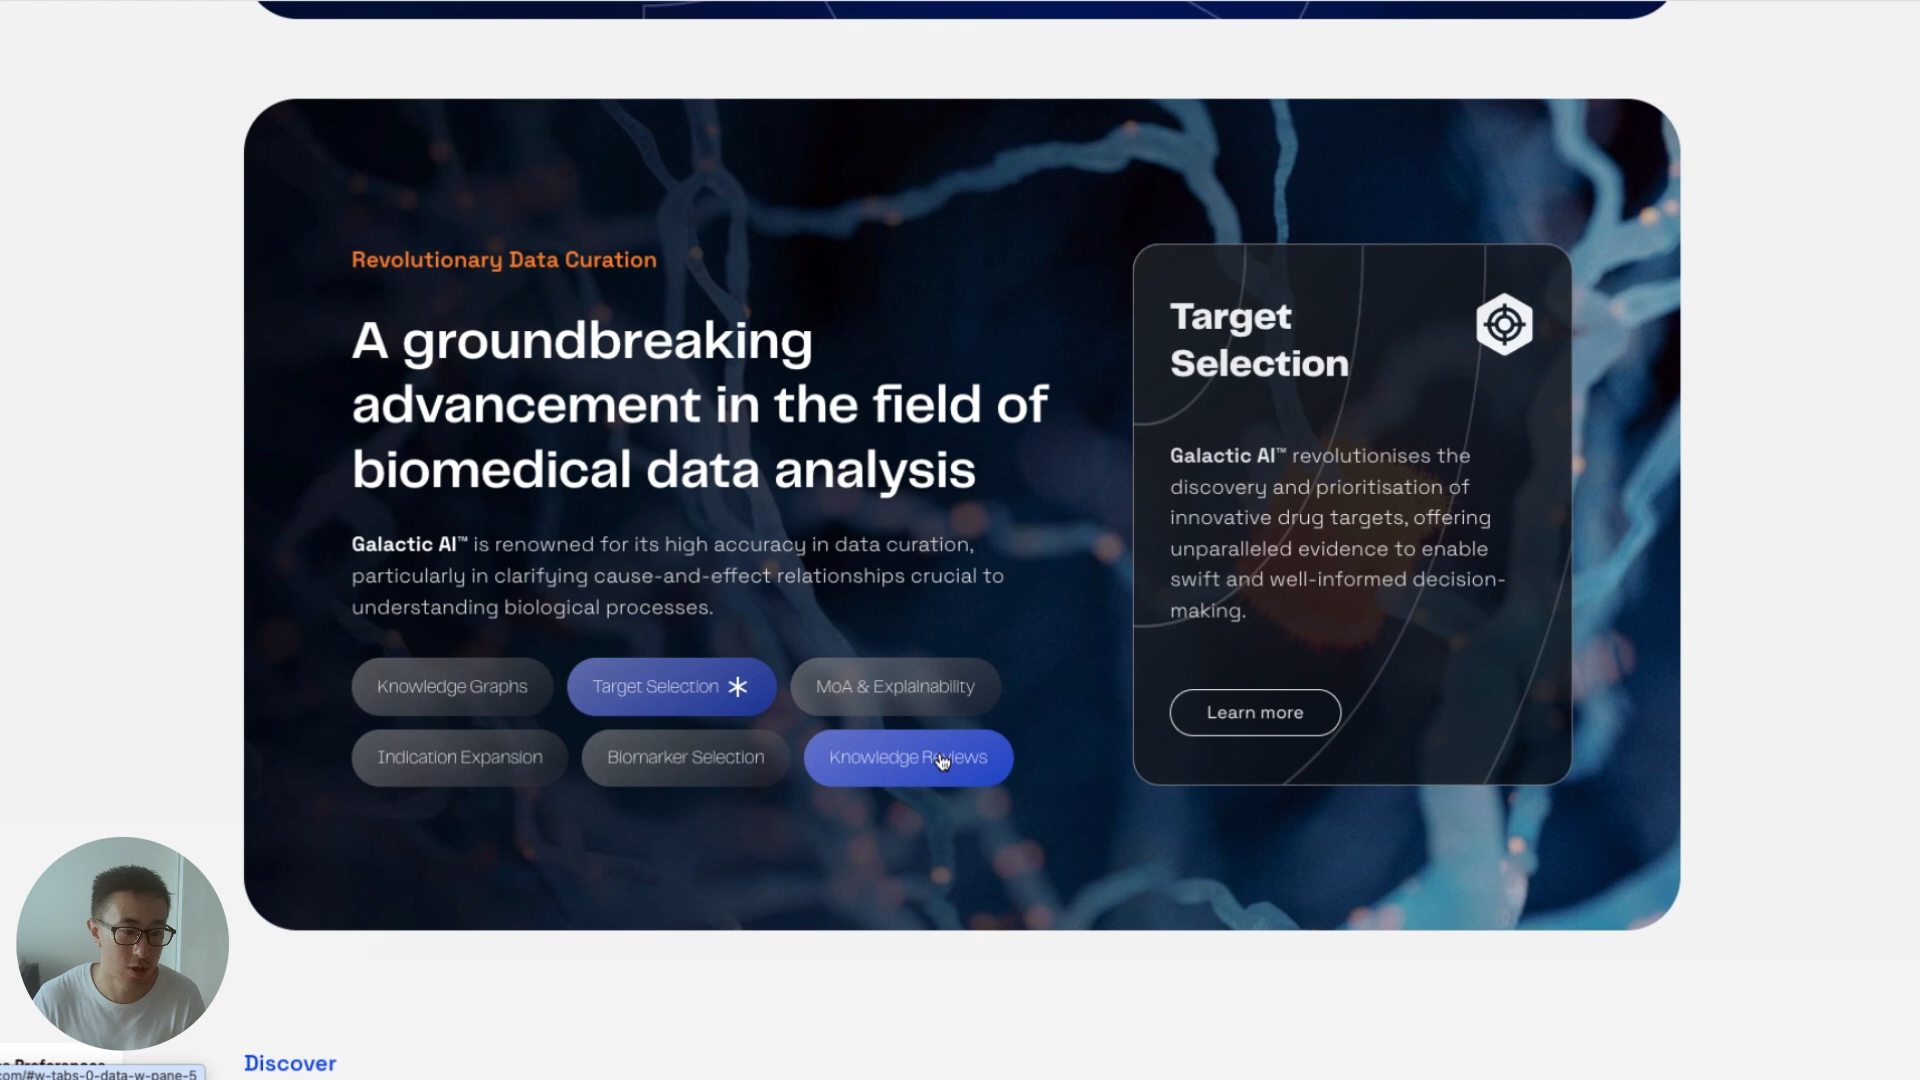 Revolutionary Data Curation
A groundbreaking
advancement in the field of
biomedical data analysis
Galactic AI™ is renowned for its high accuracy in data curation,
particularly in clarifying cause-and-effect relationships crucial to
understanding biological processes.
Knowledge Graphs
Target Selection
MoA & Explainability
Indication Expansion
Biomarker Selection
Knowledge Reviews
Target
Selection
Galactic AI™ revolutionises the
discovery and prioritisation of
innovative drug targets, offering
unparalleled evidence to enable
swift and well-informed decision-
making.
Learn more
Discover
Preferences
com/#w-tabs-0-data-w-pane-5